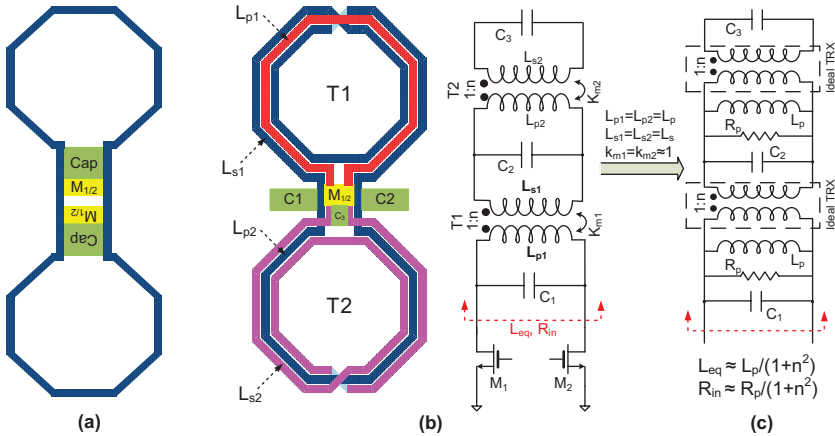 Cap
M1/2
M1/2
Cap
(a)
Lp1
T1
Ls1
C1
M1/2
C2
C3
Lp2
T2
Ls2
(b)
C3
Ls2
T2
1:n
Km2
Lp2
C2
Ls1
T1
1:n
Km1
Lp1
C1
Leq, Rin
M1
M2
Lp1=Lp2=Lp
Ls1=Ls2=Ls
km1=km2≈1
C3
1:n
Ideal TRX
Lp
Rp
C2
1:n
Ideal TRX
Lp
Rp
C1
Leq ≈ Lp/(1+n²)
Rin ≈ Rp/(1+n²)
(c)